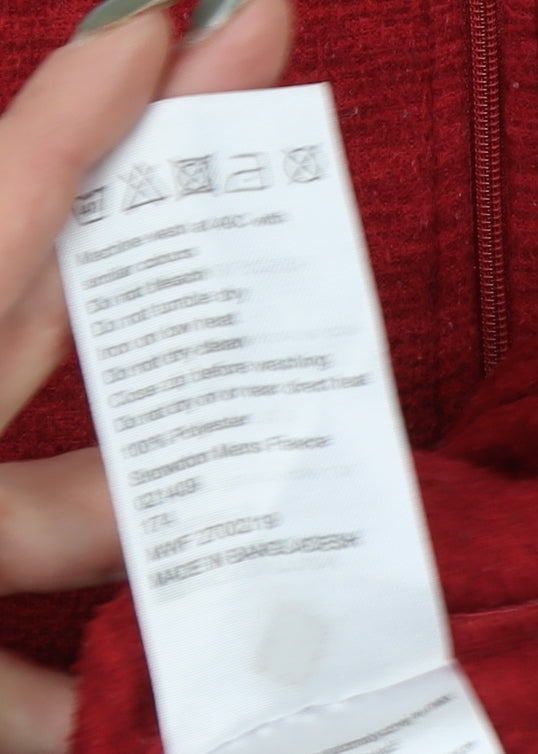 Machine wash at 40C with
similar colours
Do not bleach
Do not tumble dry
Iron on low heat
Do not dry clean
Close zip before washing
Do not dry on or near direct heat
100% Polyester
Mens Fleece
021409
174
MADE IN BANGLADESH